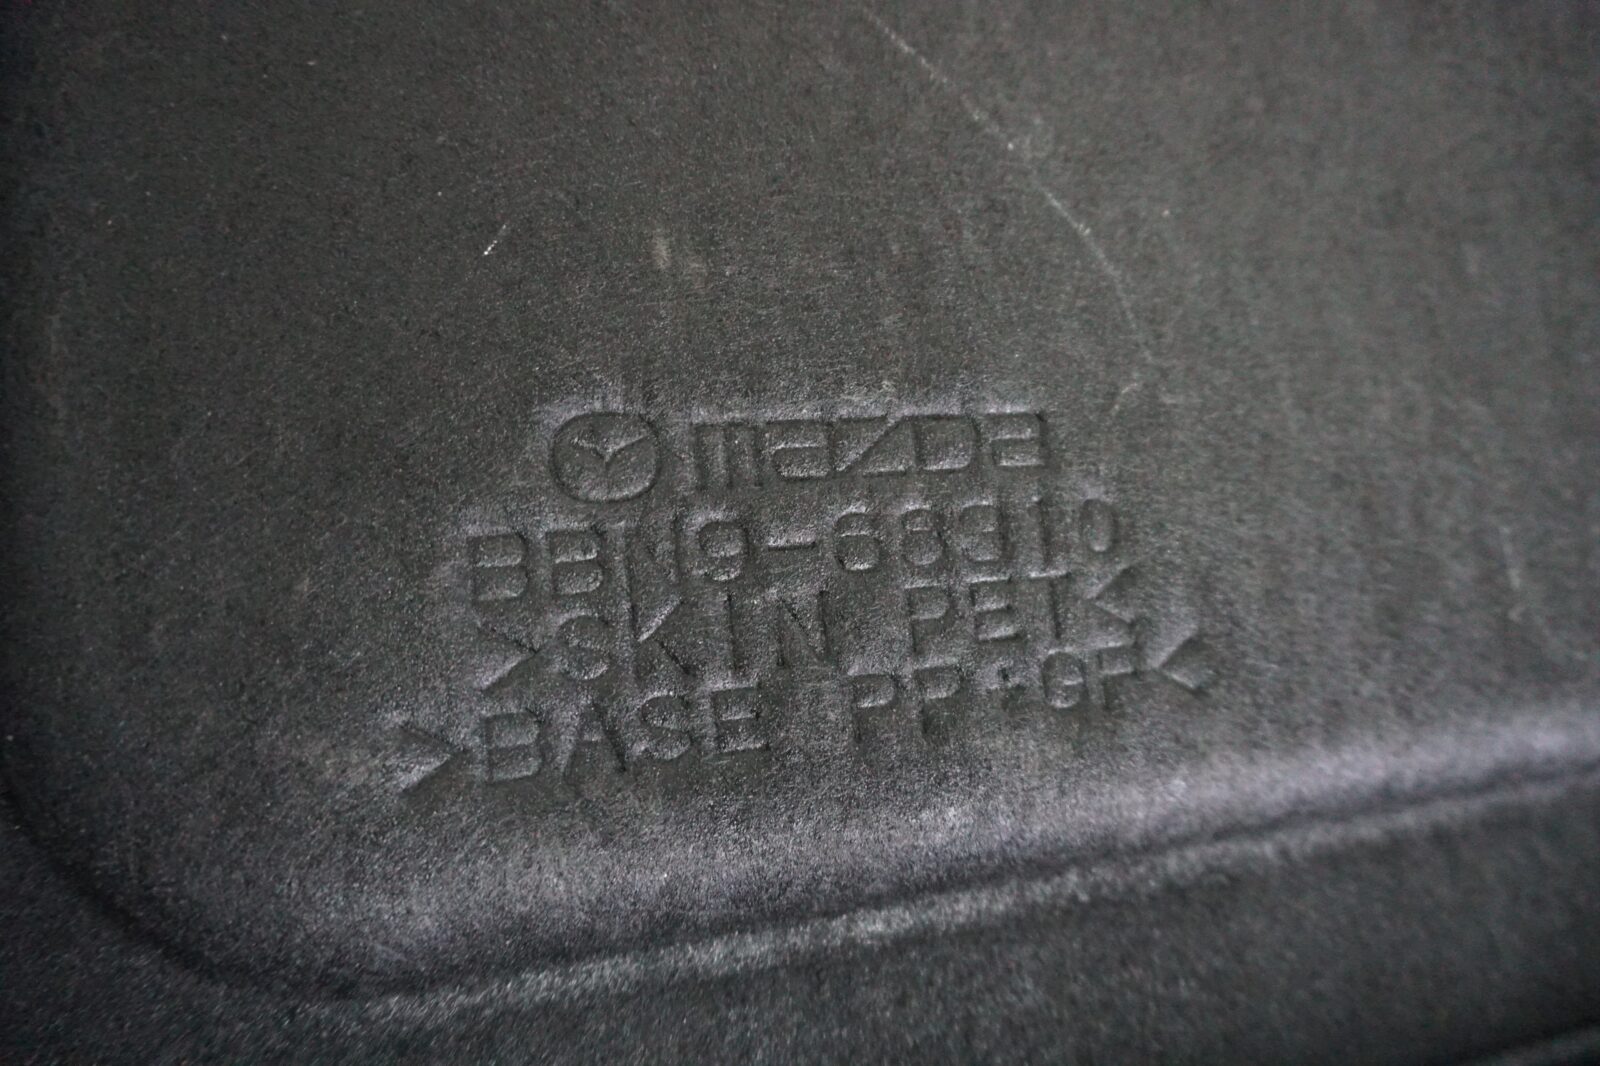 mazda
BBM9-68310
>SKIN PET<
>BASE PP+GF<